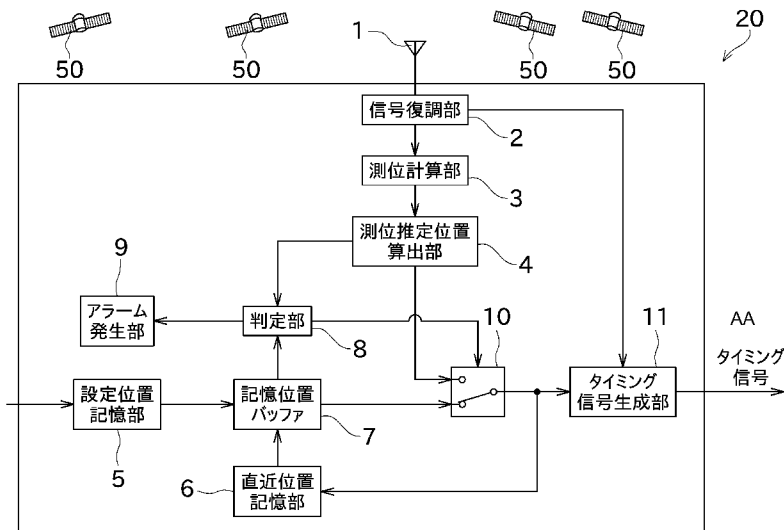 50
50
50
50
20
1
信号復調部
2
測位計算部
3
測位推定位置
算出部
4
9
アラーム
発生部
判定部
8
10
11
AA
タイミング
信号
設定位置
記憶部
5
記憶位置
バッファ
7
タイミング
信号生成部
6
直近位置
記憶部